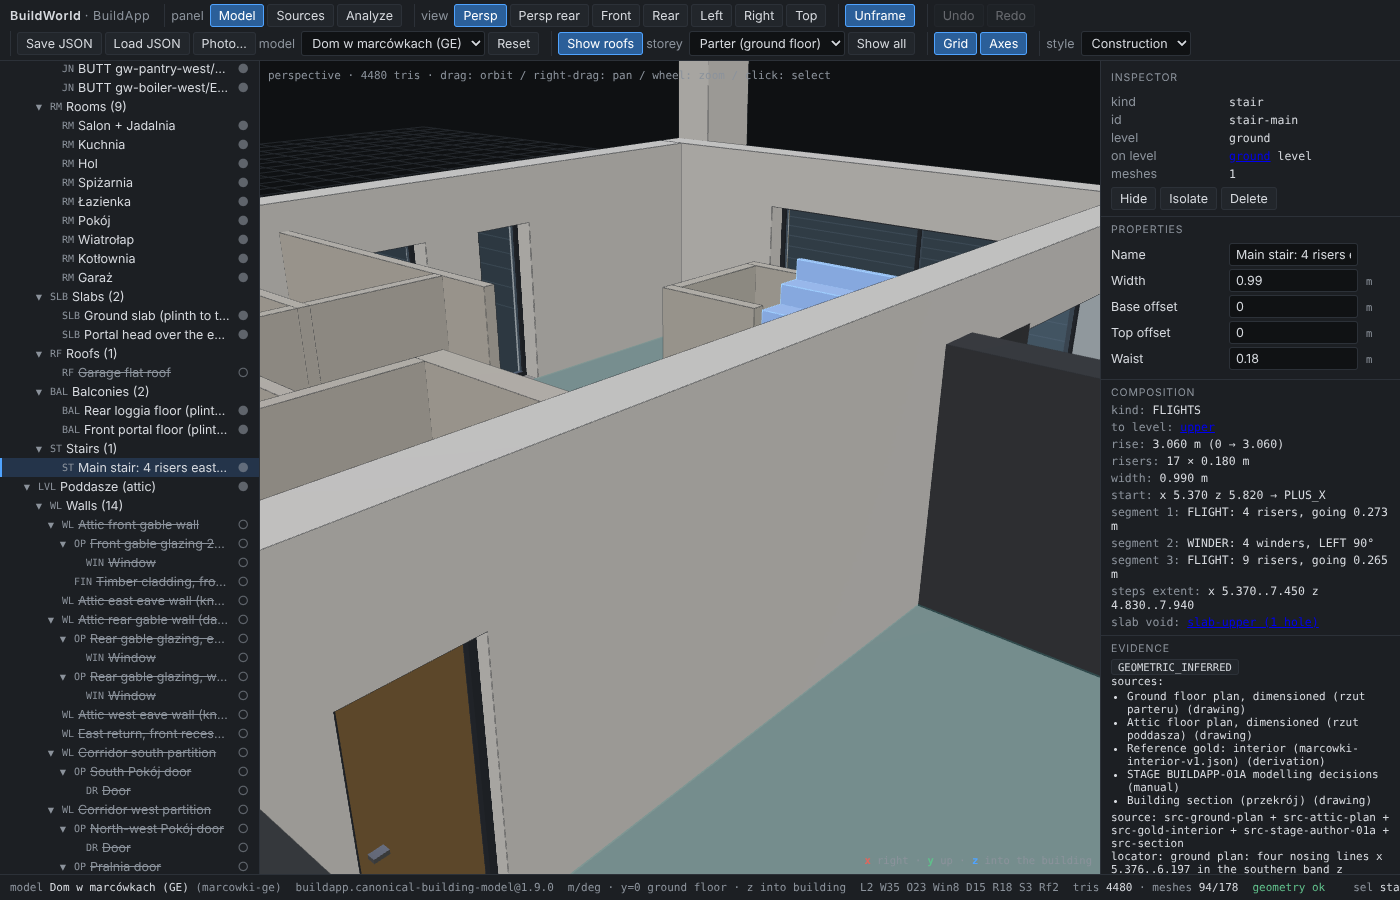 BuildWorld · BuildApp panel Model Sources Analyze view Persp Persp rear Front Rear Left Right Top Unframe Undo Redo
Save JSON Load JSON Photo... model Dom w marcówkach (GE) Reset Show roofs storey Parter (ground floor) Show all Grid Axes style Construction
perspective · 4480 tris · drag: orbit / right-drag: pan / wheel: zoom / click: select
JN BUTT gw-pantry-west/...
JN BUTT gw-boiler-west/E...
▼ RM Rooms (9)
RM Salon + Jadalnia
RM Kuchnia
RM Hol
RM Spiżarnia
RM Łazienka
RM Pokój
RM Wiatrołap
RM Kotłownia
RM Garaż
▼ SLB Slabs (2)
SLB Ground slab (plinth to t...
SLB Portal head over the e...
▼ RF Roofs (1)
RF Garage flat roof
▼ BAL Balconies (2)
BAL Rear loggia floor (plint...
BAL Front portal floor (plint...
▼ ST Stairs (1)
ST Main stair: 4 risers east...
▼ LVL Poddasze (attic)
▼ WL Walls (14)
▼ WL Attic front gable wall
▼ OP Front gable glazing 2...
WIN Window
FIN Timber cladding, fro...
WL Attic east eave wall (kn...
▼ WL Attic rear gable wall (da...
▼ OP Rear gable glazing, e...
WIN Window
▼ OP Rear gable glazing, w...
WIN Window
WL Attic west eave wall (kn...
WL East return, front reces...
▼ WL Corridor south partition
▼ OP South Pokój door
DR Door
▼ WL Corridor west partition
▼ OP North-west Pokój door
DR Door
▼ OP Pralnia door
x right · y up · z into the building
INSPECTOR
kind stair
id stair-main
level ground
on level ground level
meshes 1
Hide Isolate Delete
PROPERTIES
Name Main stair: 4 risers
Width 0.99 m
Base offset 0 m
Top offset 0 m
Waist 0.18 m
COMPOSITION
kind: FLIGHTS
to level: upper
rise: 3.060 m (0 → 3.060)
risers: 17 × 0.180 m
width: 0.990 m
start: x 5.370 z 5.820 → PLUS_X
segment 1: FLIGHT: 4 risers, going 0.273
m
segment 2: WINDER: 4 winders, LEFT 90°
segment 3: FLIGHT: 9 risers, going 0.265
m
steps extent: x 5.370..7.450 z
4.830..7.940
slab void: slab-upper (1 hole)
EVIDENCE
GEOMETRIC_INFERRED
sources:
• Ground floor plan, dimensioned (rzut
parteru) (drawing)
• Attic floor plan, dimensioned (rzut
poddasza) (drawing)
• Reference gold: interior (marcowki-
interior-v1.json) (derivation)
• STAGE BUILDAPP-01A modelling decisions
(manual)
• Building section (przekrój) (drawing)
source: src-ground-plan + src-attic-plan +
src-gold-interior + src-stage-author-01a +
src-section
locator: ground plan: four nosing lines x
5.376..6.197 in the southern band z
model Dom w marcówkach (GE) (marcowki-ge) buildapp.canonical-building-model@1.9.0 m/deg · y=0 ground floor · z into building L2 W35 O23 Win8 D15 R18 S3 Rf2 tris 4480 · meshes 94/178 geometry ok sel sta